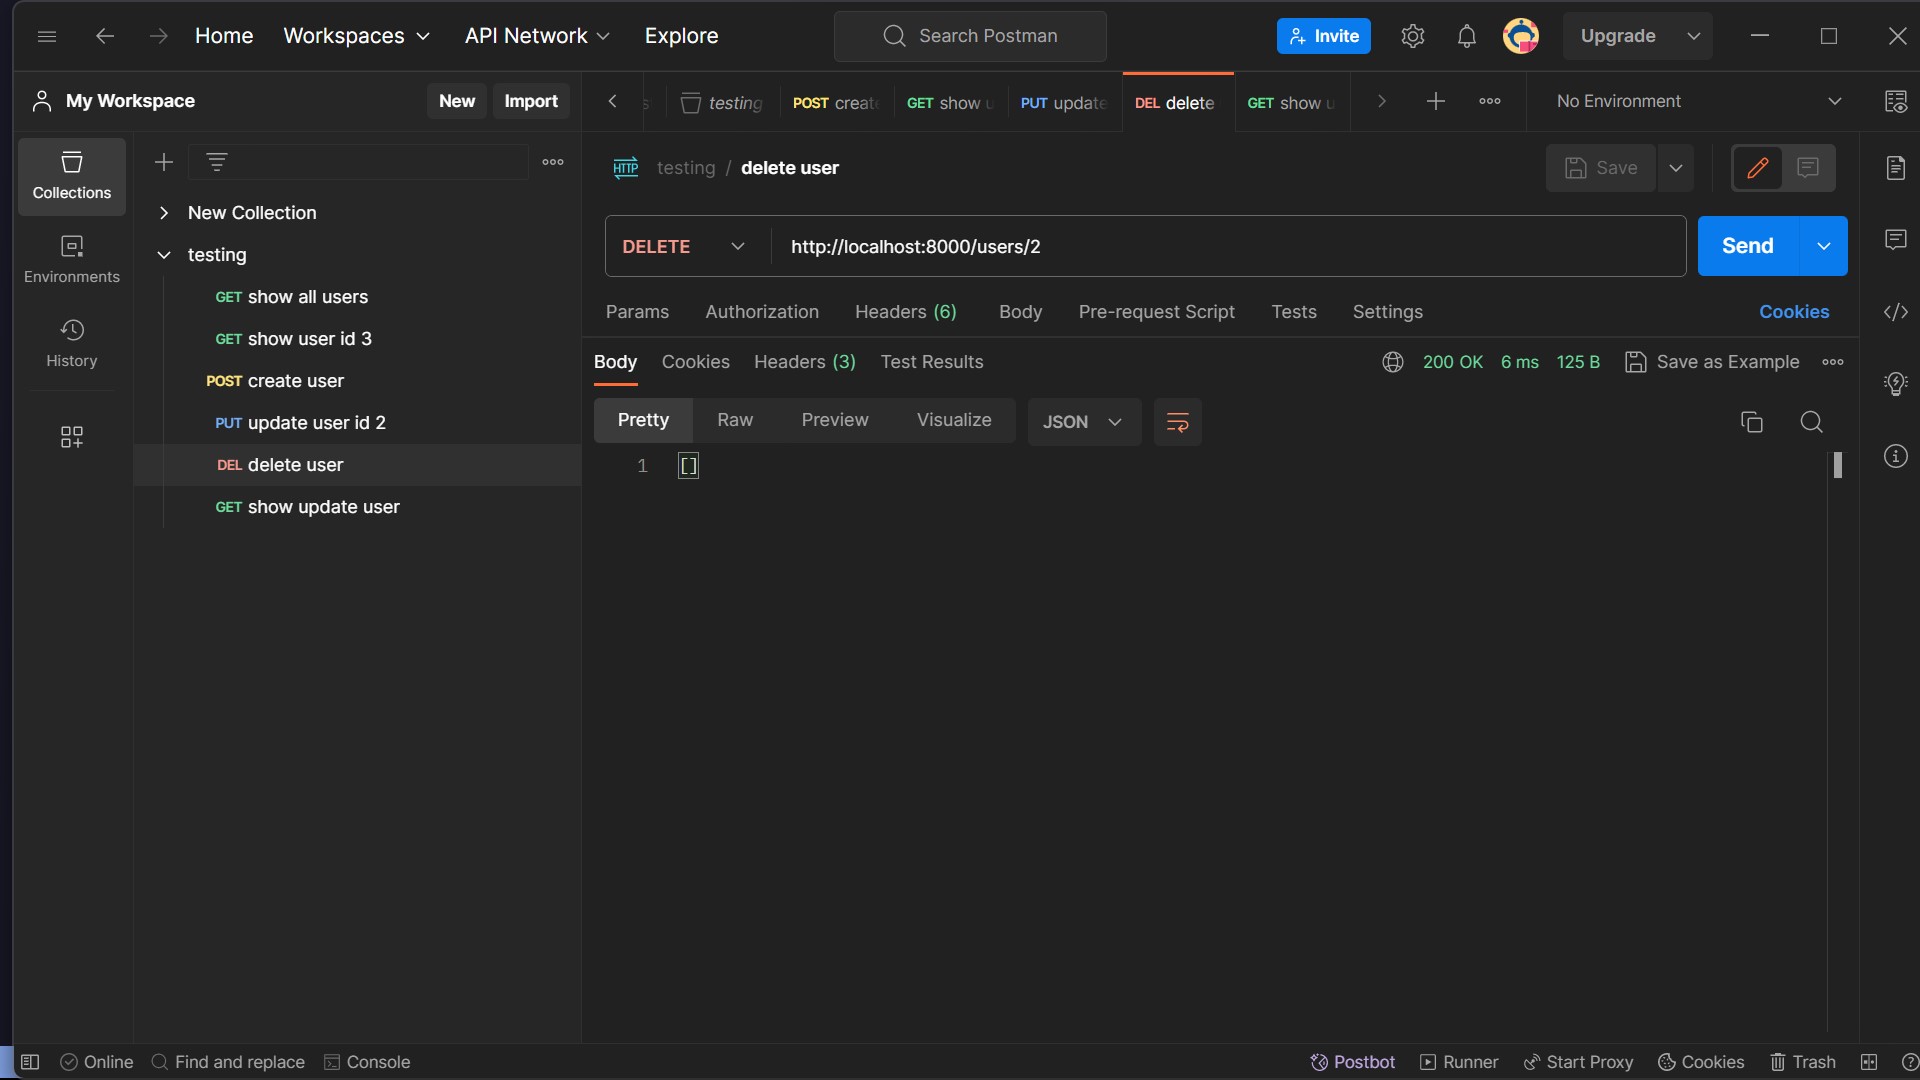 Home Workspaces API Network Explore Search Postman Invite Upgrade
My Workspace New Import testing POST create GET show u PUT update DEL delete GET show u No Environment
Collections
Environments
History
New Collection
testing
GET show all users
GET show user id 3
POST create user
PUT update user id 2
DEL delete user
GET show update user
HTTP testing / delete user Save
DELETE http://localhost:8000/users/2 Send
Params Authorization Headers (6) Body Pre-request Script Tests Settings Cookies
Body Cookies Headers (3) Test Results 200 OK 6 ms 125 B Save as Example
Pretty Raw Preview Visualize JSON
1 []
Online Find and replace Console Postbot Runner Start Proxy Cookies Trash